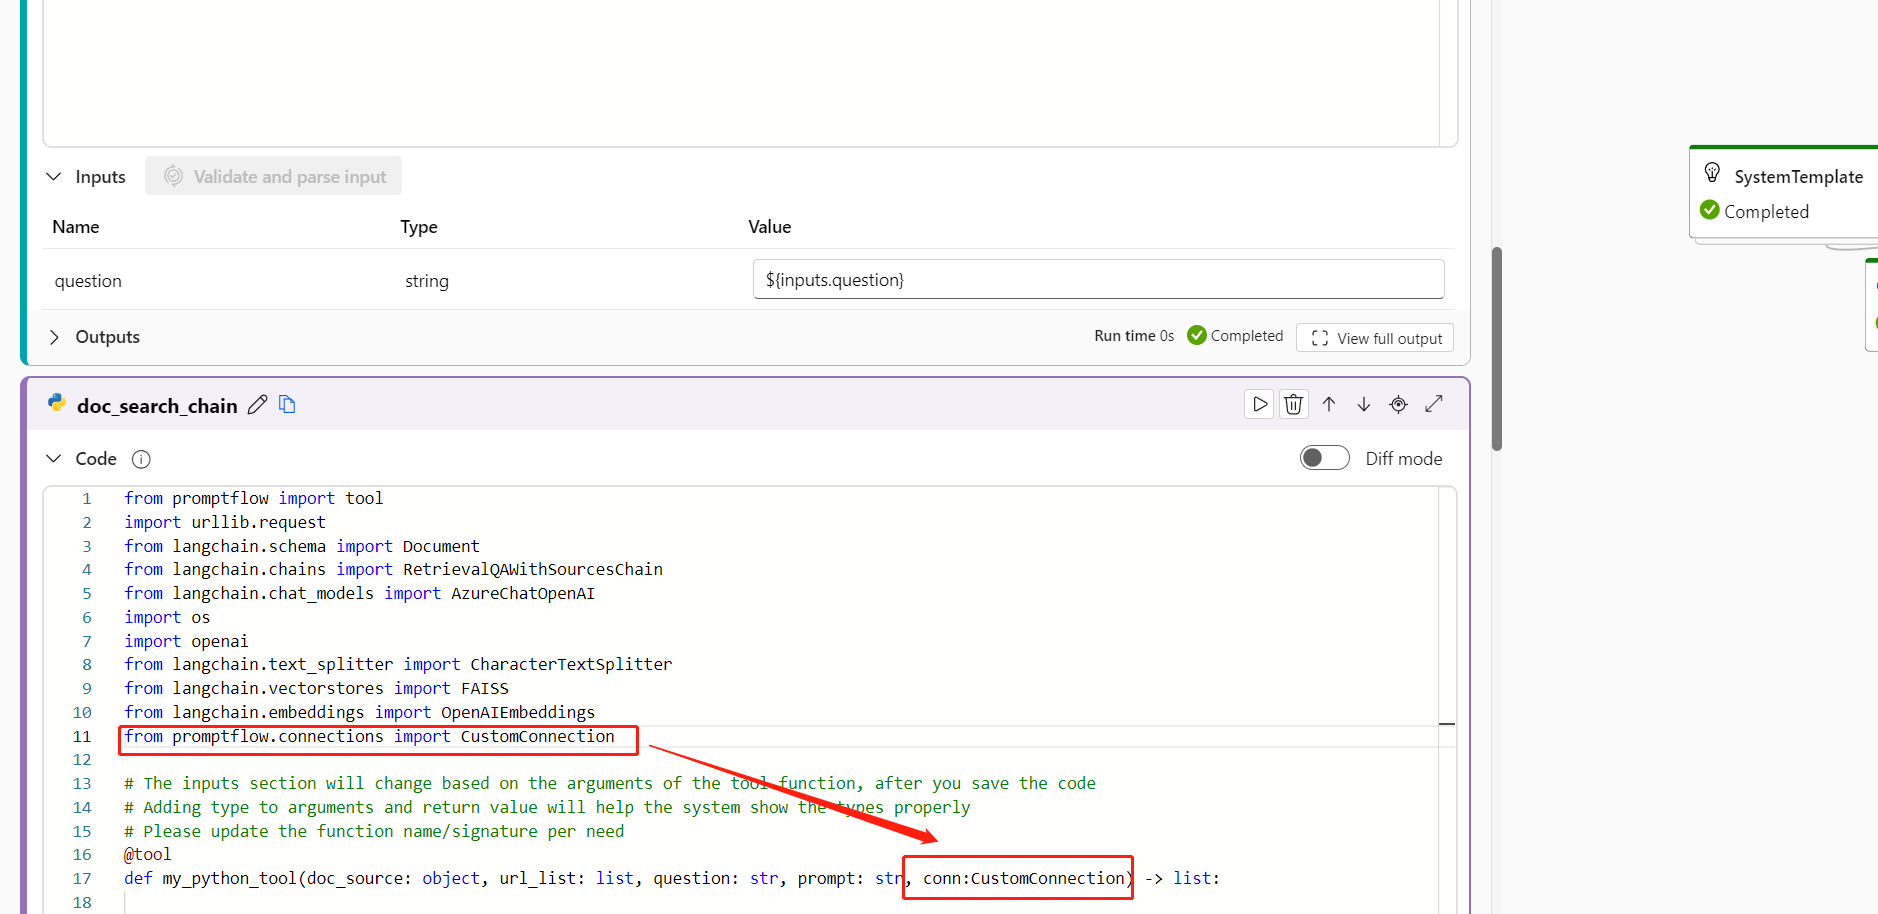 Inputs
Validate and parse input
Name Type Value
question string ${inputs.question}
Outputs
Run time 0s Completed View full output
SystemTemplate
Completed
doc_search_chain
Code
Diff mode
1 from promptflow import tool
2 import urllib.request
3 from langchain.schema import Document
4 from langchain.chains import RetrievalQAWithSourcesChain
5 from langchain.chat_models import AzureChatOpenAI
6 import os
7 import openai
8 from langchain.text_splitter import CharacterTextSplitter
9 from langchain.vectorstores import FAISS
10 from langchain.embeddings import OpenAIEmbeddings
11 from promptflow.connections import CustomConnection
12
13 # The inputs section will change based on the arguments of the tool function, after you save the code
14 # Adding type to arguments and return value will help the system show the types properly
15 # Please update the function name/signature per need
16 @tool
17 def my_python_tool(doc_source: object, url_list: list, question: str, prompt: str, conn:CustomConnection) -> list:
18